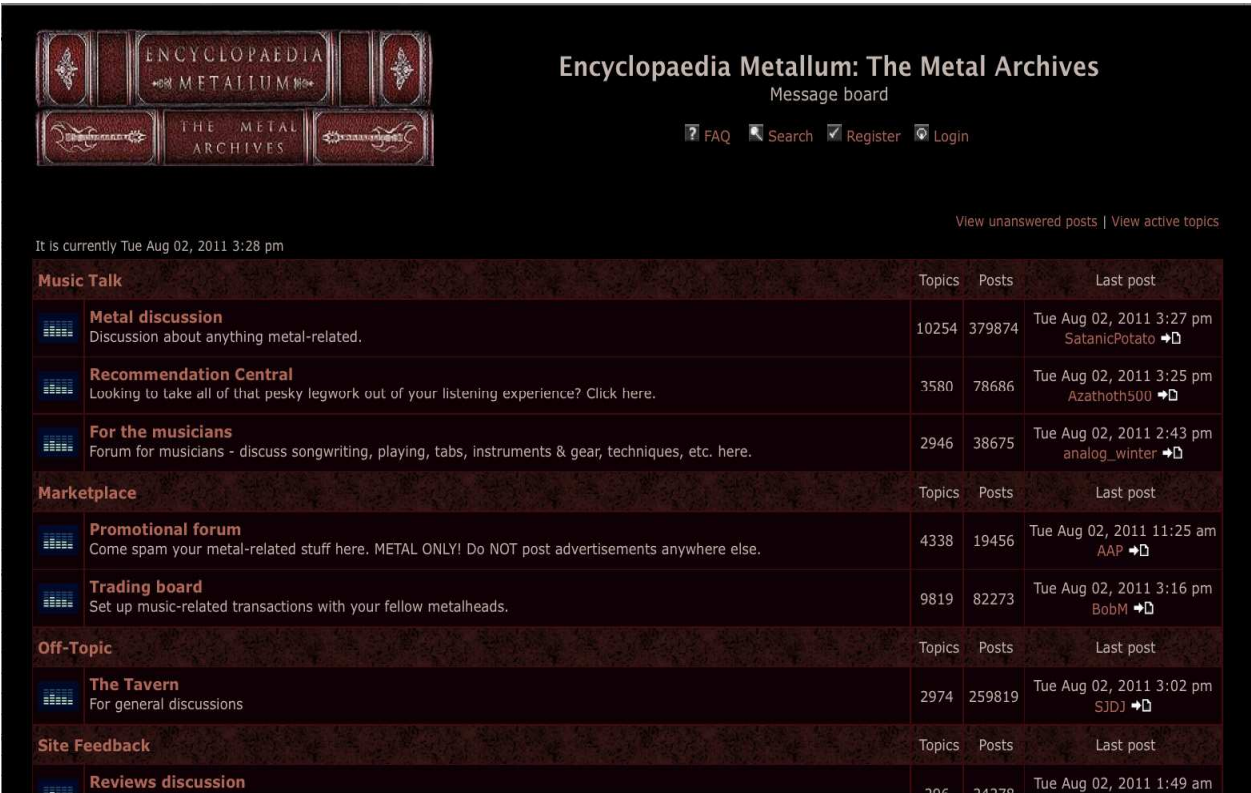 ENCYCLOPAEDIA
METALLUM
THE METAL
ARCHIVES
Encyclopaedia Metallum: The Metal Archives
Message board
FAQ Search Register Login
View unanswered posts | View active topics
It is currently Tue Aug 02, 2011 3:28 pm
Music Talk Topics Posts Last post
Metal discussion
Discussion about anything metal-related.
10254 379874
Tue Aug 02, 2011 3:27 pm
SatanicPotato
Recommendation Central
Looking to take all of that pesky legwork out of your listening experience? Click here.
3580 78686
Tue Aug 02, 2011 3:25 pm
Azathoth500
For the musicians
Forum for musicians - discuss songwriting, playing, tabs, instruments & gear, techniques, etc. here.
2946 38675
Tue Aug 02, 2011 2:43 pm
analog_winter
Marketplace Topics Posts Last post
Promotional forum
Come spam your metal-related stuff here. METAL ONLY! Do NOT post advertisements anywhere else.
4338 19456
Tue Aug 02, 2011 11:25 am
AAP
Trading board
Set up music-related transactions with your fellow metalheads.
9819 82273
Tue Aug 02, 2011 3:16 pm
BobM
Off-Topic Topics Posts Last post
The Tavern
For general discussions
2974 259819
Tue Aug 02, 2011 3:02 pm
SJDJ
Site Feedback Topics Posts Last post
Reviews discussion
Tue Aug 02, 2011 1:49 am